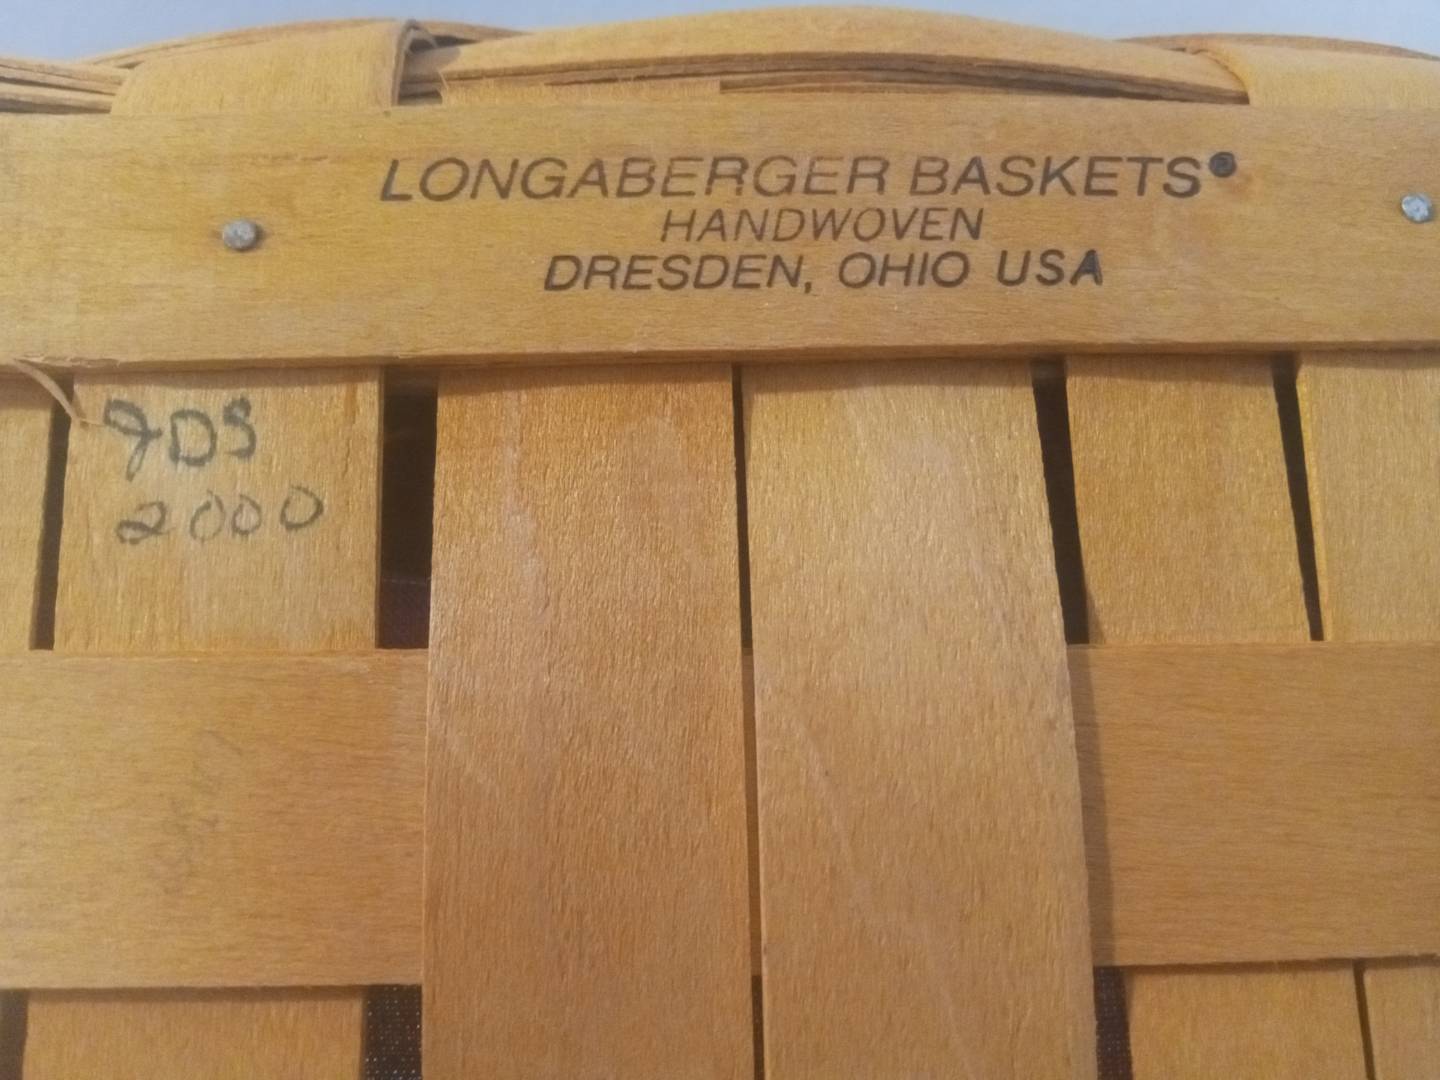 LONGABERGER BASKETS®
HANDWOVEN
DRESDEN, OHIO USA
JDS
2000